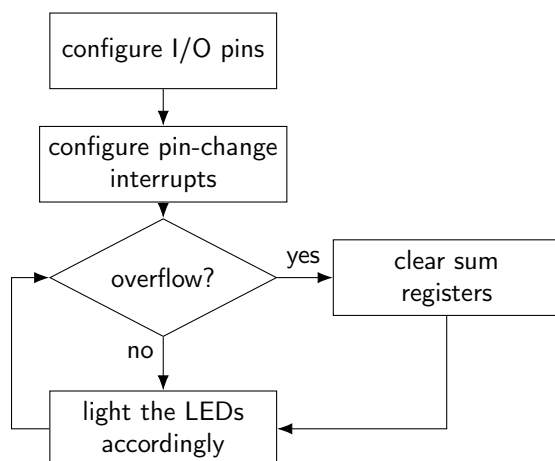 configure I/O pins
configure pin-change
interrupts
overflow?
yes
clear sum
registers
no
light the LEDs
accordingly